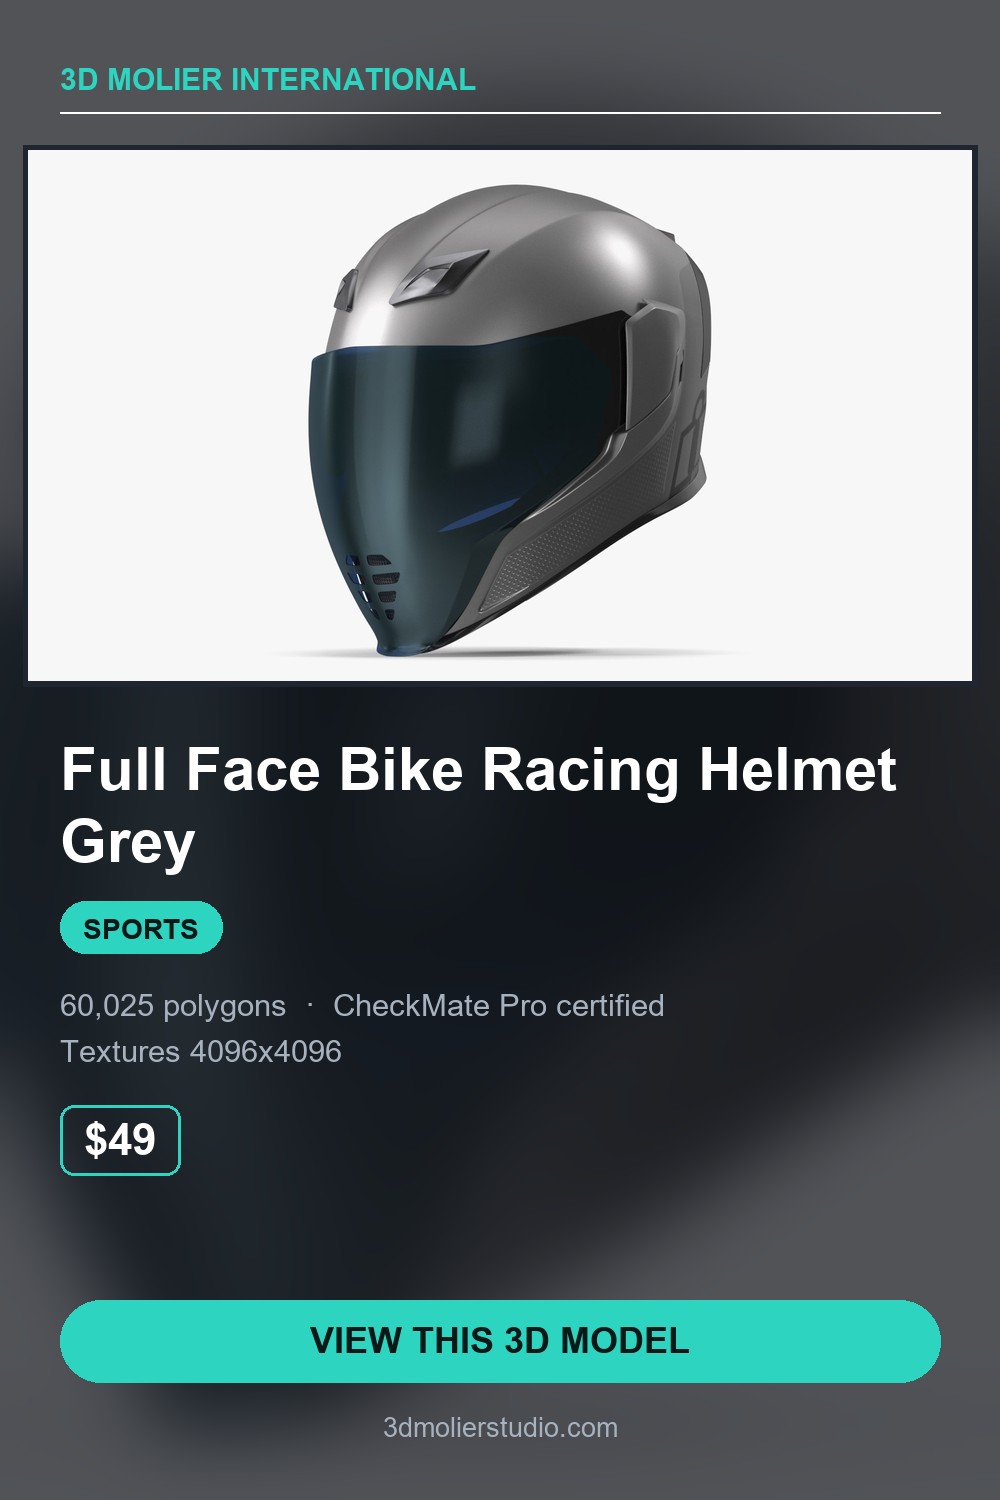 3D MOLIER INTERNATIONAL
Full Face Bike Racing Helmet
Grey
SPORTS
60,025 polygons · CheckMate Pro certified
Textures 4096x4096
$49
VIEW THIS 3D MODEL
3dmolierstudio.com